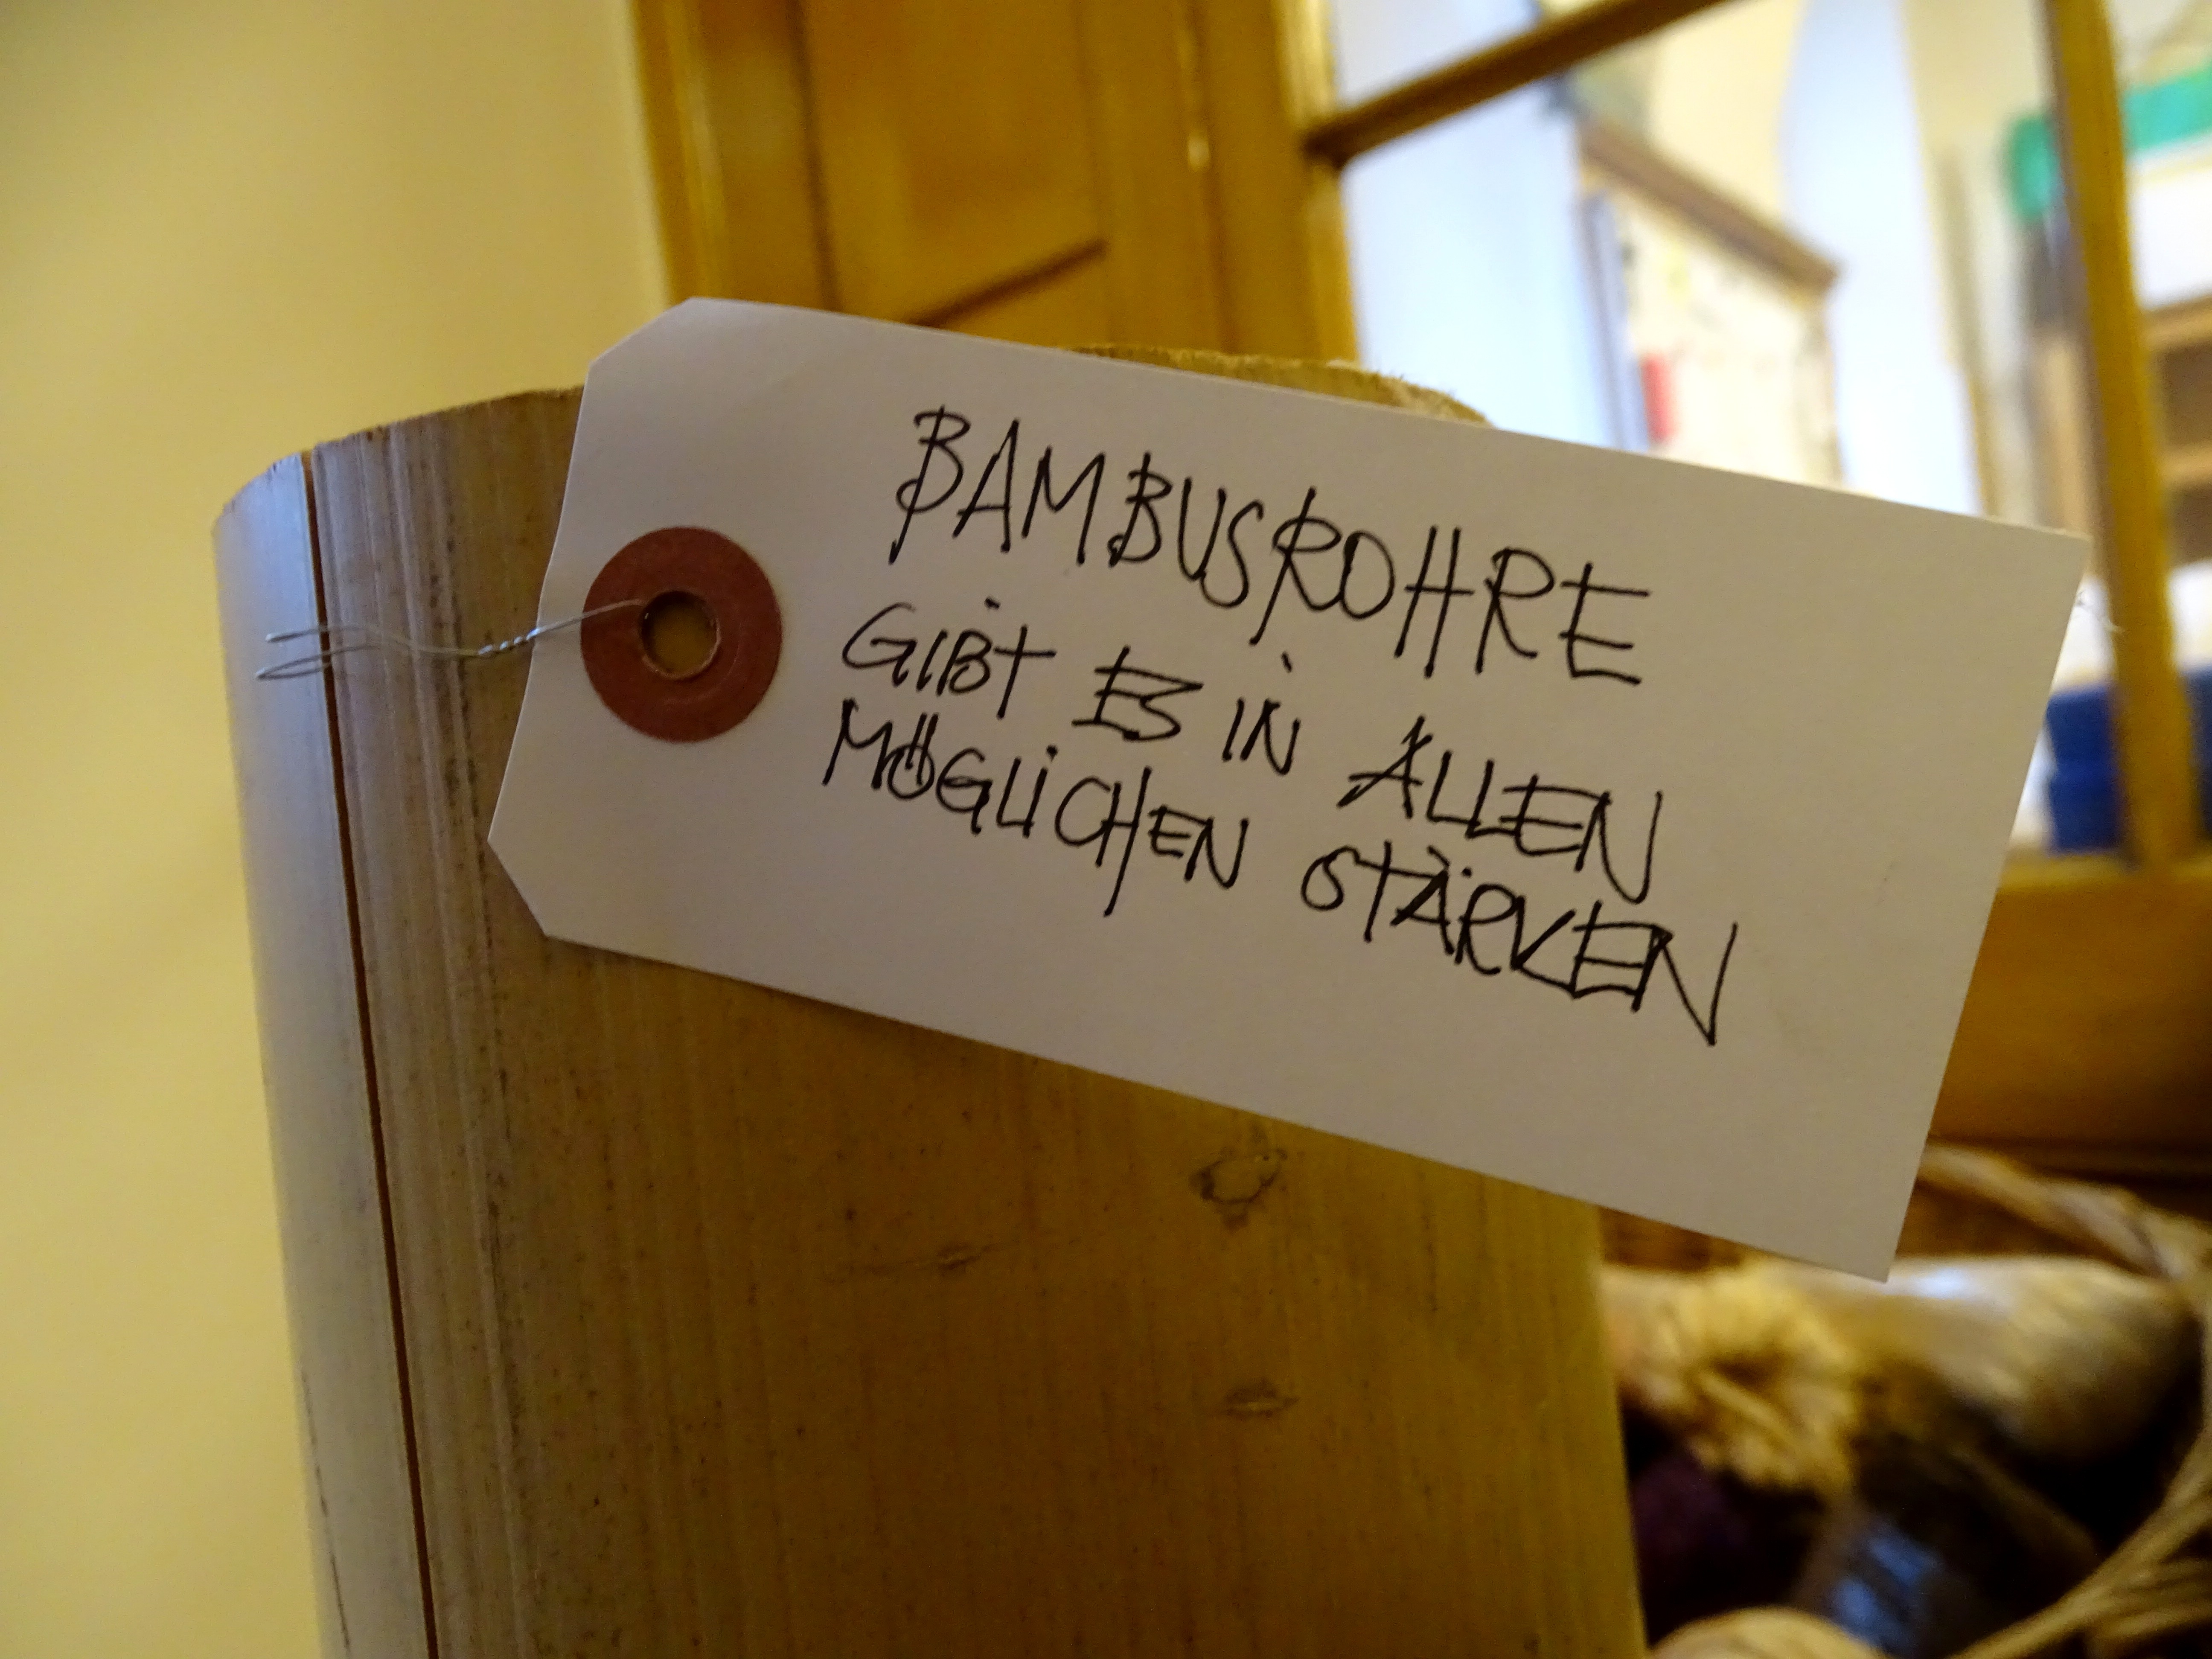 BAMBUSROHRE
GIBT ES IN ALLEN
MÖGLICHEN STÄRKEN